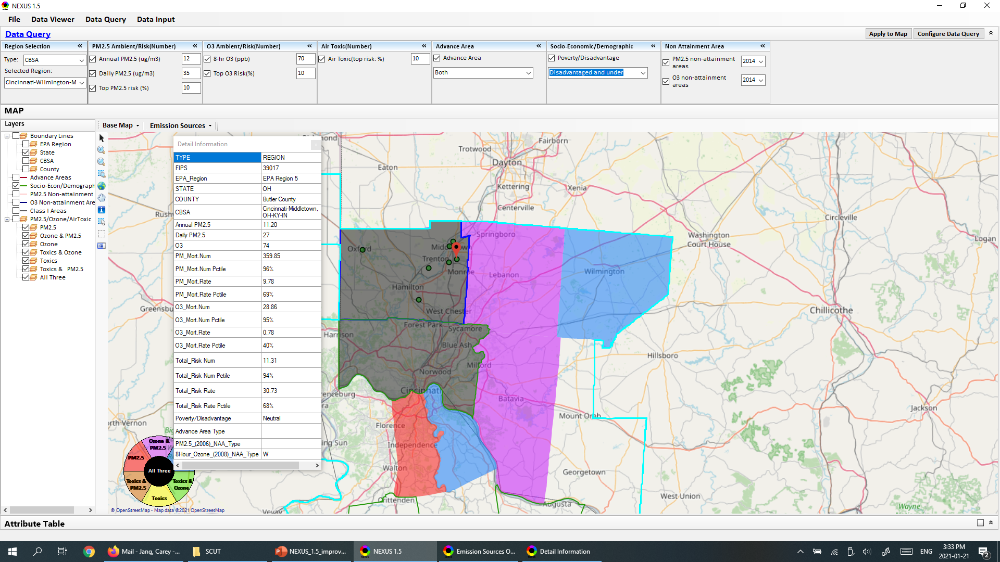 NEXUS 1.5
File Data Viewer Data Query Data Input
Data Query
Apply to Map Configure Data Query
Region Selection
Type: CBSA
Selected Region:
Cincinnati-Wilmington-M
PM2.5 Ambient/Risk(Number)
Annual PM2.5 (ug/m3) 12
Daily PM2.5 (ug/m3) 35
Top PM2.5 risk (%) 10
O3 Ambient/Risk(Number)
8-hr O3 (ppb) 70
Top O3 Risk(%) 10
Air Toxic(Number)
Air Toxic(top risk: %) 10
Advance Area
Advance Area
Both
Socio-Economic/Demographic
Poverty/Disadvantage
Disadvantaged and under
Non Attainment Area
PM2.5 non-attainment areas 2014
O3 non-attainment areas 2014
MAP
Layers
Boundary Lines
EPA Region
State
CBSA
County
Advance Areas
Socio-Econ/Demograph
PM2.5 Non-attainment
O3 Non-attainment Are
Class I Areas
PM2.5/Ozone/AirToxic
PM2.5
Ozone & PM2.5
Ozone
Toxics & Ozone
Toxics
Toxics & PM2.5
All Three
Base Map Emission Sources
Detail Information
TYPE REGION
FIPS 39017
EPA_Region EPA Region 5
STATE OH
COUNTY Butler County
CBSA Cincinnati-Middletown, OH-KY-IN
Annual PM2.5 11.20
Daily PM2.5 27
O3 74
PM_Mort.Num 359.85
PM_Mort.Num Pctile 96%
PM_Mort.Rate 9.78
PM_Mort.Rate Pctile 69%
O3_Mort.Num 28.86
O3_Mort.Num Pctile 95%
O3_Mort.Rate 0.78
O3_Mort.Rate Pctile 40%
Total_Risk Num 11.31
Total_Risk Num Pctile 94%
Total_Risk Rate 30.73
Total_Risk Rate Pctile 68%
Poverty/Disadvantage Neutral
Advance Area Type
PM2.5_(2006)_NAA_Type
8Hour_Ozone_(2008)_NAA_Type W
Fairborn
Trotwood
Dayton
Eaton
Kettering
Xenia
Centerville
Circleville
Rushv
Springboro
Washington
Court House
Logan
Oxford
Trenton
Monroe
Lebanon
Wilmington
Hamilton
West Chester
Greensbu
Chillicothe
Forest Park
Sycamore
Harrison
Blue Ash
Hillsboro
Milford
Norwood
Cincinnati
renceburg
Batavia
Jackson
Mount Orab
Florence
rth Vernon
Independence
ing Sun
Walton
Georgetown
West Union
Crittenden
Augusta
Vevay
Wayne
Ozone & PM2.5
PM2.5
All Three
Toxics & PM2.5
Toxics & Ozone
Toxics
© OpenStreetMap - Map data ©2021 OpenStreetMap
Attribute Table
Mail - Jang, Carey -...
SCUT
NEXUS_1.5_improv...
NEXUS 1.5
Emission Sources O...
Detail Information
ENG
3:33 PM
2021-01-21
2